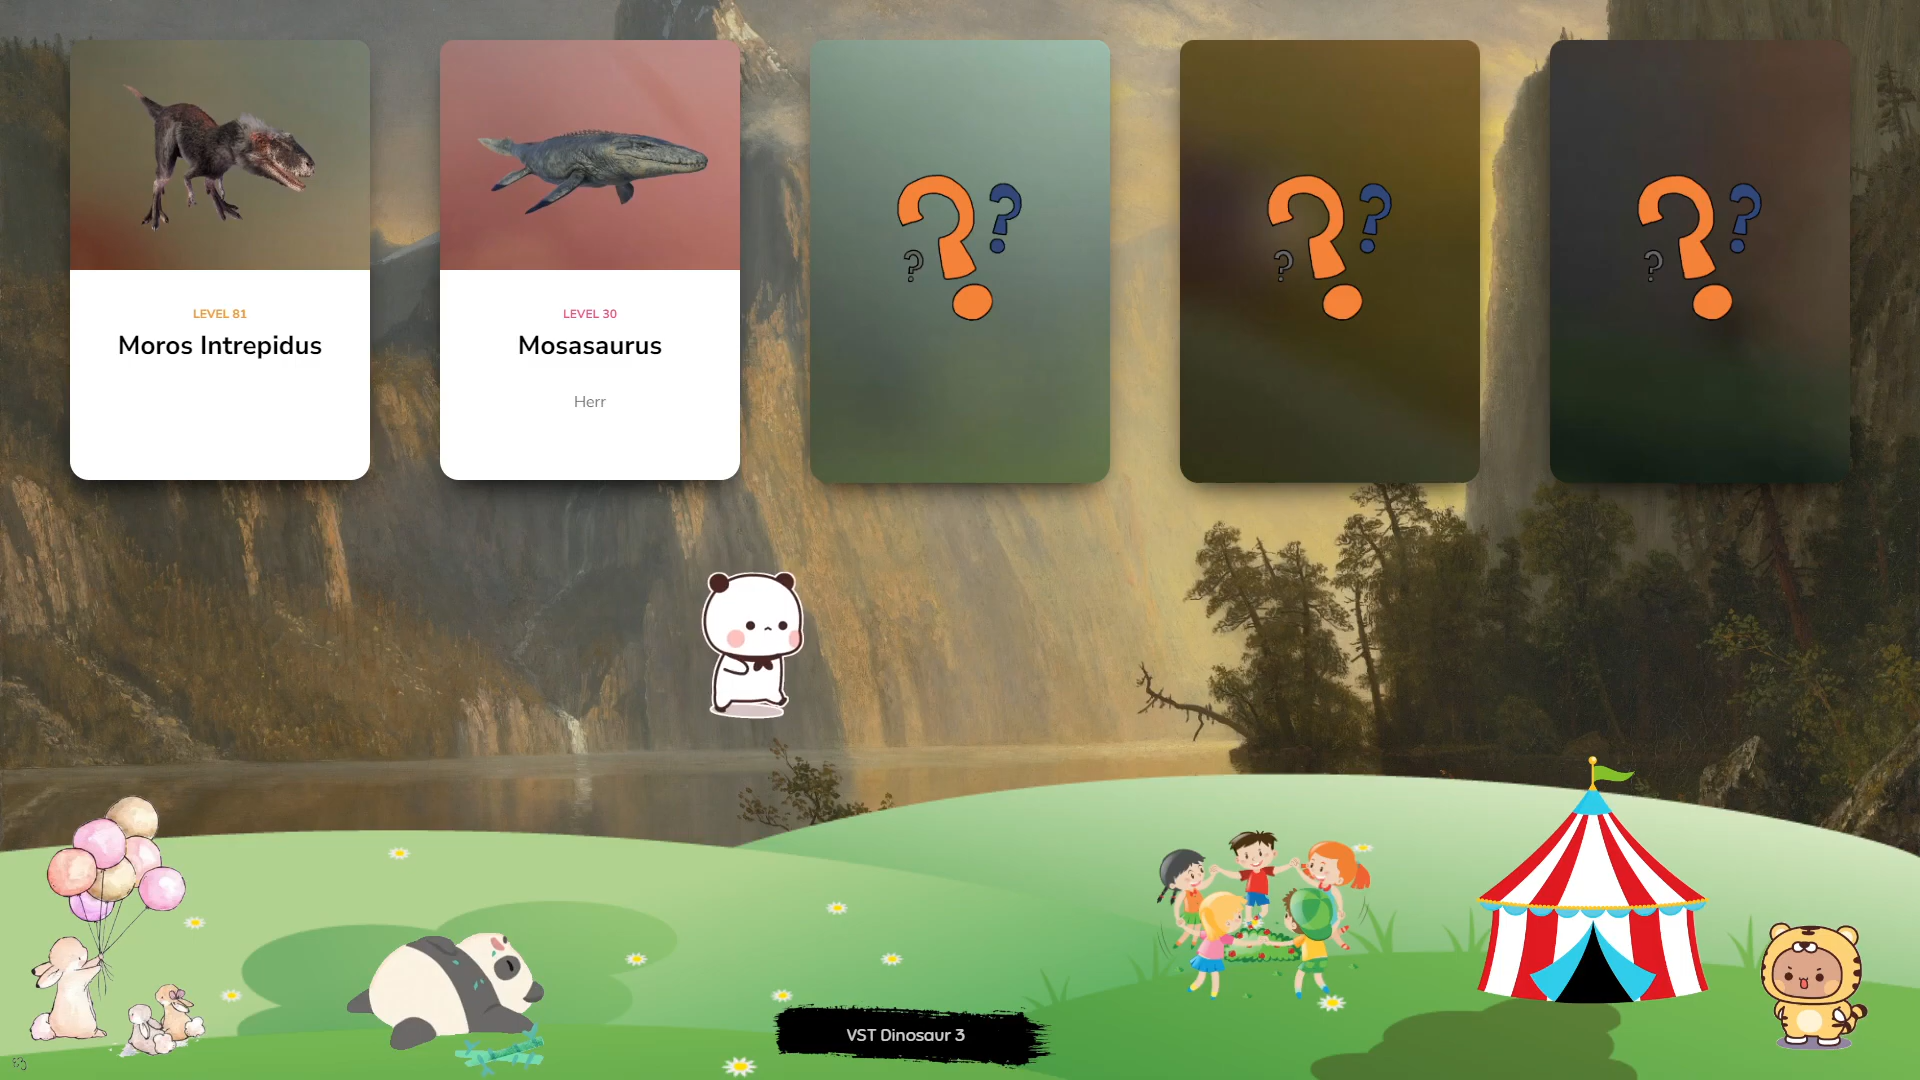 LEVEL 81
Moros Intrepidus
LEVEL 30
Mosasaurus
Herr
? ? ?
? ? ?
? ? ?
VST Dinosaur 3